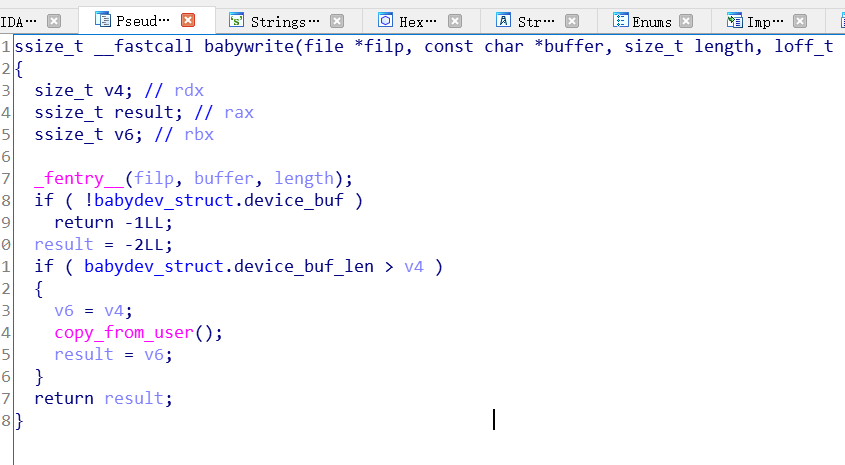 IDA··· Pseud··· Strings··· Hex··· Str··· Enums Imp···
1 ssize_t __fastcall babywrite(file *filp, const char *buffer, size_t length, loff_t
2 {
3   size_t v4; // rdx
4   ssize_t result; // rax
5   ssize_t v6; // rbx
6
7   _fentry__(filp, buffer, length);
8   if ( !babydev_struct.device_buf )
9     return -1LL;
0   result = -2LL;
1   if ( babydev_struct.device_buf_len > v4 )
2   {
3     v6 = v4;
4     copy_from_user();
5     result = v6;
6   }
7   return result;
8 }